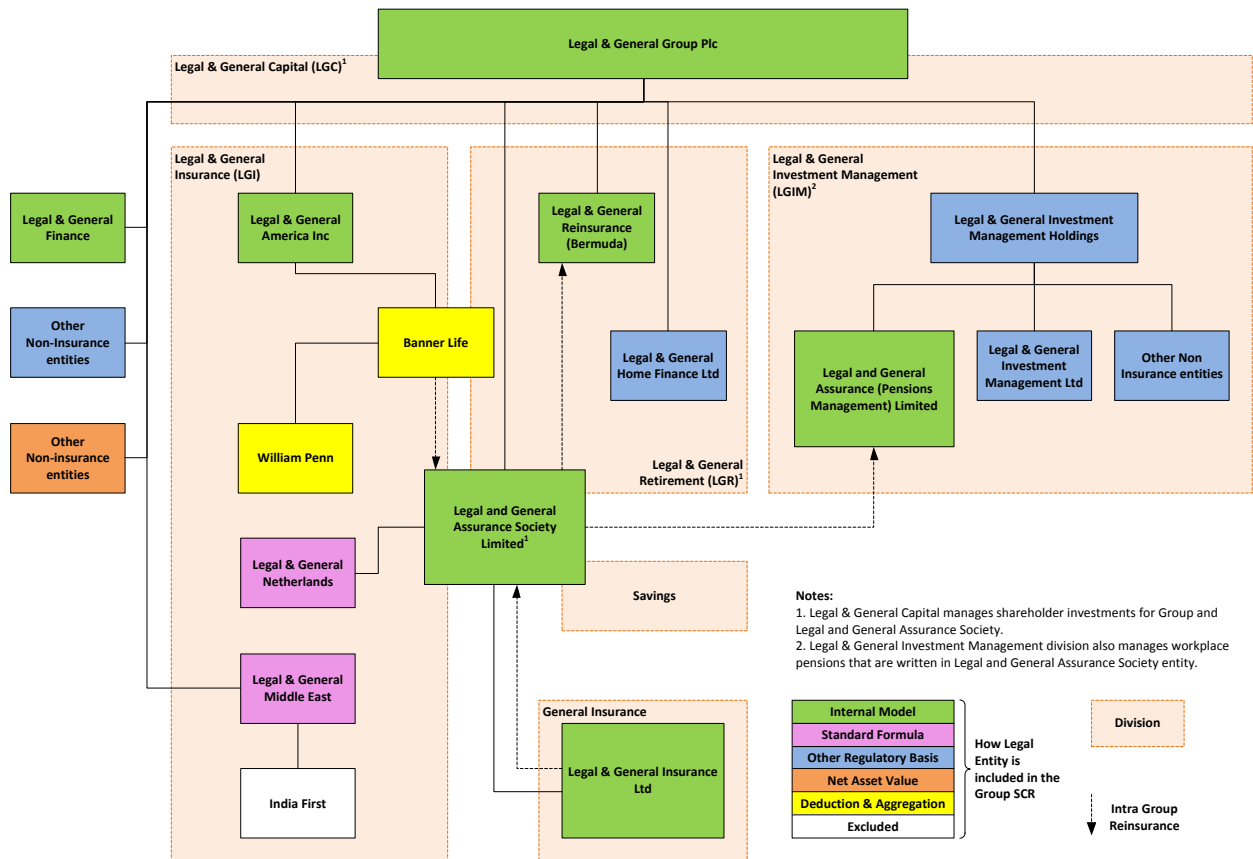 Legal & General Group Plc
Legal & General Capital (LGC)1
Legal & General
Insurance (LGI)
Legal & General
Investment Management
(LGIM)2
Legal & General
Finance
Legal & General
America Inc
Legal & General
Reinsurance
(Bermuda)
Legal & General Investment
Management Holdings
Other
Non-Insurance
entities
Banner Life
Legal & General
Home Finance Ltd
Legal and General
Assurance (Pensions
Management) Limited
Legal & General
Investment
Management Ltd
Other Non
Insurance entities
Other
Non-insurance
entities
William Penn
Legal & General
Retirement (LGR)1
Legal and General
Assurance Society
Limited1
Legal & General
Netherlands
Savings
Notes:
1. Legal & General Capital manages shareholder investments for Group and
Legal and General Assurance Society.
2. Legal & General Investment Management division also manages workplace
pensions that are written in Legal and General Assurance Society entity.
Legal & General
Middle East
General Insurance
Legal & General Insurance
Ltd
India First
Internal Model
Standard Formula
Other Regulatory Basis
Net Asset Value
Deduction & Aggregation
Excluded
How Legal
Entity is
included in the
Group SCR
Division
Intra Group
Reinsurance